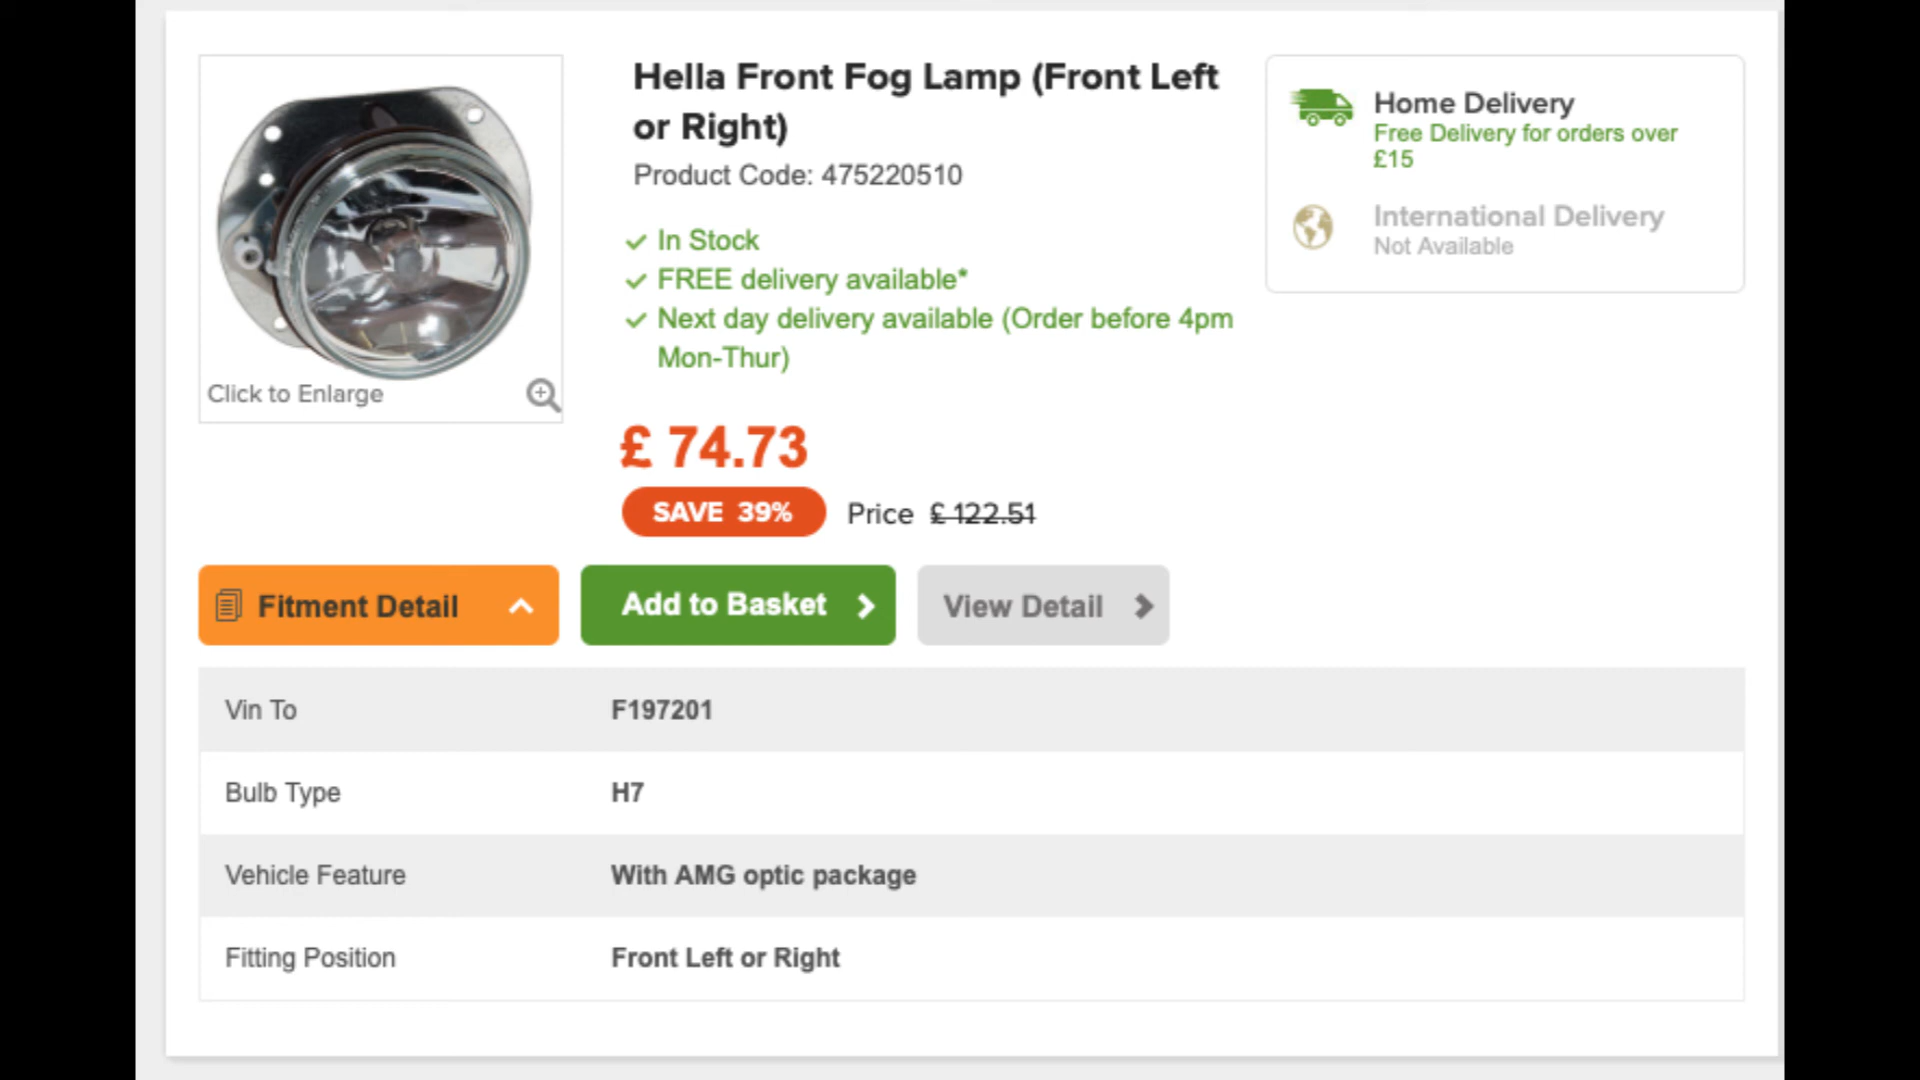 Hella Front Fog Lamp (Front Left
or Right)
Product Code: 475220510
In Stock
FREE delivery available*
Next day delivery available (Order before 4pm
Mon-Thur)
Click to Enlarge
£ 74.73
SAVE 39% Price £ 122.51
Home Delivery
Free Delivery for orders over
£15
International Delivery
Not Available
Fitment Detail
Add to Basket
View Detail
Vin To F197201
Bulb Type H7
Vehicle Feature With AMG optic package
Fitting Position Front Left or Right